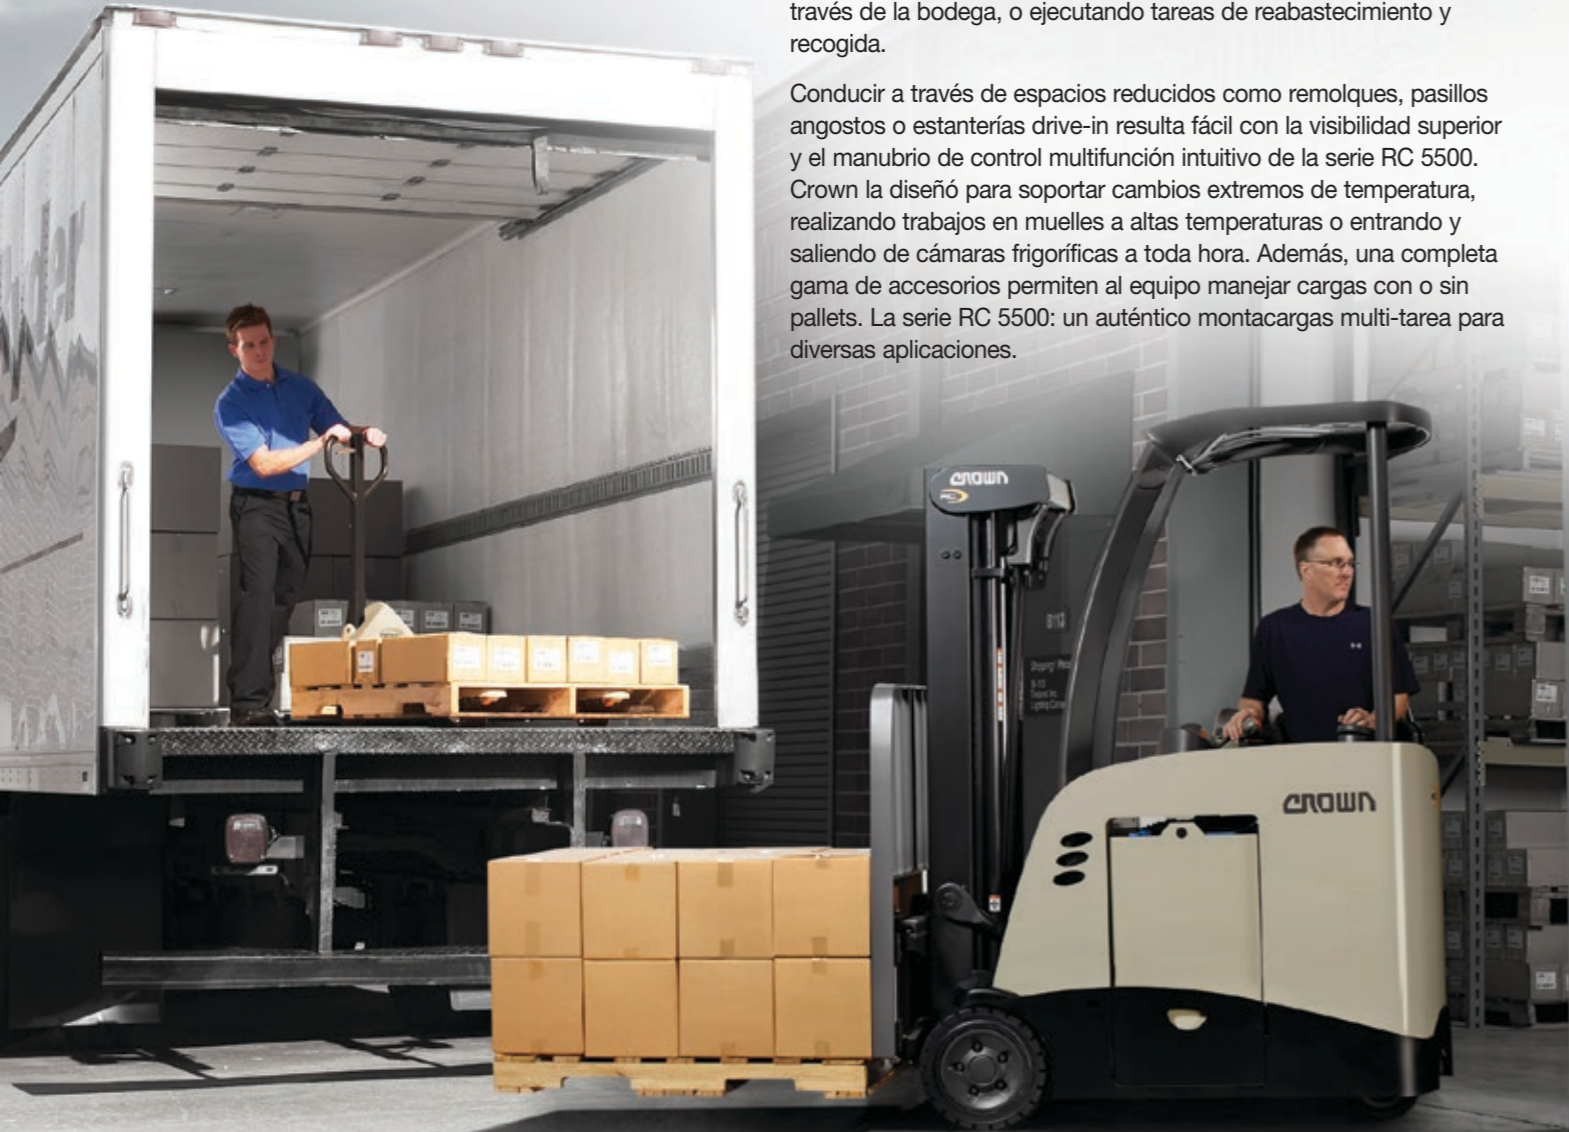 través de la bodega, o ejecutando tareas de reabastecimiento y
recogida.
Conducir a través de espacios reducidos como remolques, pasillos
angostos o estanterías drive-in resulta fácil con la visibilidad superior
y el manubrio de control multifunción intuitivo de la serie RC 5500.
Crown la diseñó para soportar cambios extremos de temperatura,
realizando trabajos en muelles a altas temperaturas o entrando y
saliendo de cámaras frigoríficas a toda hora. Además, una completa
gama de accesorios permiten al equipo manejar cargas con o sin
pallets. La serie RC 5500: un auténtico montacargas multi-tarea para
diversas aplicaciones.
CROWN
CROWN